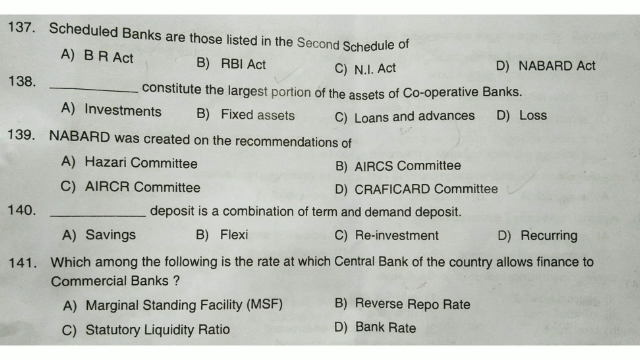 137. Scheduled Banks are those listed in the Second Schedule of
A) B R Act B) RBI Act C) N.I. Act D) NABARD Act
138. ____________ constitute the largest portion of the assets of Co-operative Banks.
A) Investments B) Fixed assets C) Loans and advances D) Loss
139. NABARD was created on the recommendations of
A) Hazari Committee B) AIRCS Committee
C) AIRCR Committee D) CRAFICARD Committee
140. ____________ deposit is a combination of term and demand deposit.
A) Savings B) Flexi C) Re-investment D) Recurring
141. Which among the following is the rate at which Central Bank of the country allows finance to
Commercial Banks ?
A) Marginal Standing Facility (MSF) B) Reverse Repo Rate
C) Statutory Liquidity Ratio D) Bank Rate